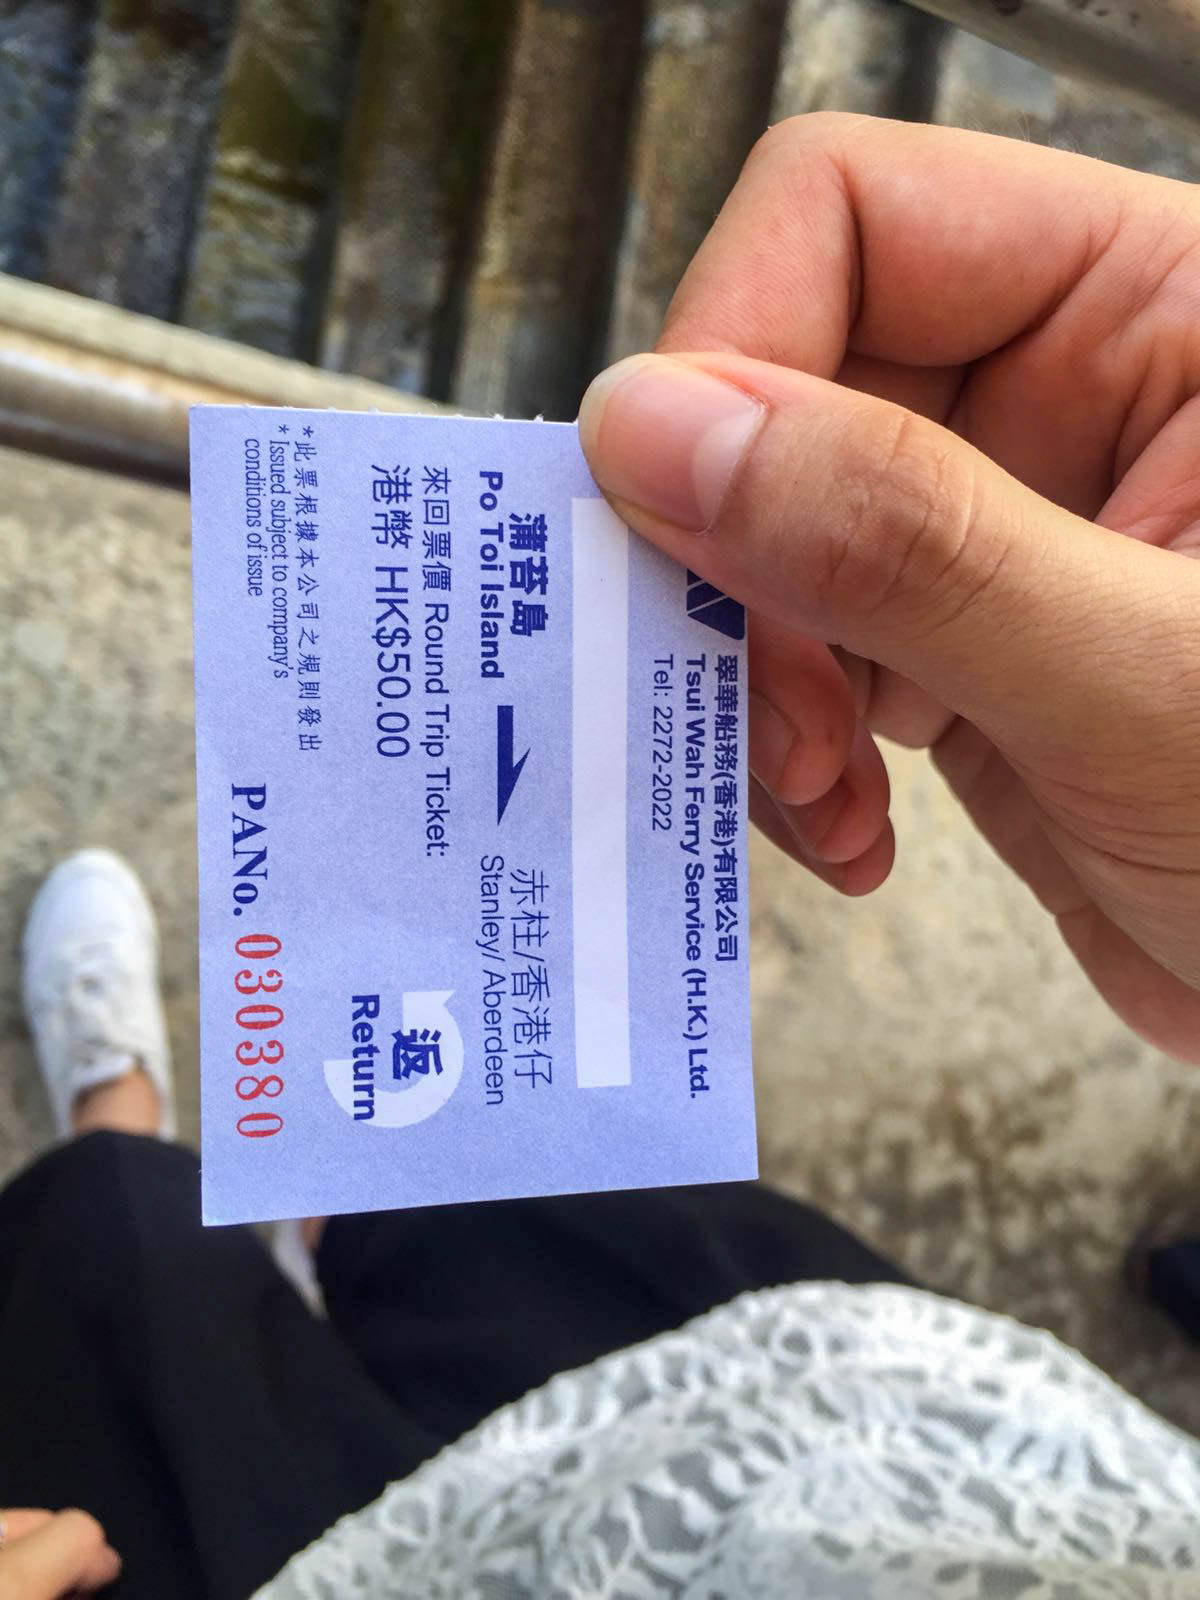 翠華船務(香港)有限公司
Tsui Wah Ferry Service (H.K.) Ltd.
Tel: 2272-2022
蒲苔島
Po Toi Island
赤柱/香港仔
Stanley/ Aberdeen
來回票價 Round Trip Ticket:
港幣 HK$50.00
返
Return
*此票根據本公司之規則發出
* Issued subject to company's
conditions of issue
PANo. 030380